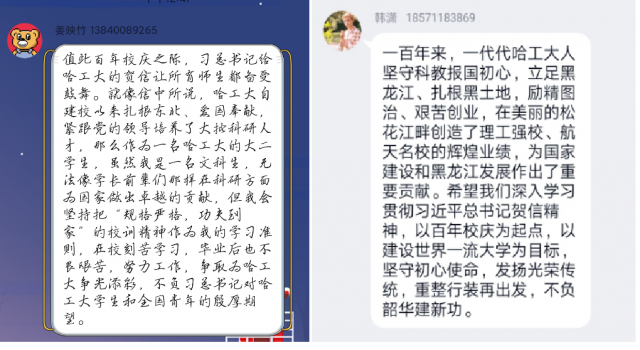 姜映竹 13840089265
值此百年校庆之际，习总书记给
哈工大的贺信让所有师生都备受
鼓舞。就像信中所说，哈工大自
建校以来扎根东北、爱国奉献，
紧跟党的领导培养了大批科研人
才，那么作为一名哈工大的大二
学生，虽然我是一名文科生，无
法像学长前辈们那样在科研方面
为国家做出卓越的贡献，但我会
坚持把“规格严格，功夫到
家”的校训精神作为我的学习准
则，在校刻苦学习，毕业后也不
畏艰苦，努力工作，争取为哈工
大争光添彩，不负习总书记对哈
工大学生和全国青年的殷厚期
望。
韩潇 18571183869
一百年来，一代代哈工大人
坚守科教报国初心，立足黑
龙江、扎根黑土地，励精图
治、艰苦创业，在美丽的松
花江畔创造了理工强校、航
天名校的辉煌业绩，为国家
建设和黑龙江发展作出了重
要贡献。希望我们深入学习
贯彻习近平总书记贺信精
神，以百年校庆为起点，以
建设世界一流大学为目标，
坚守初心使命，发扬光荣传
统，重整行装再出发，不负
韶华建新功。